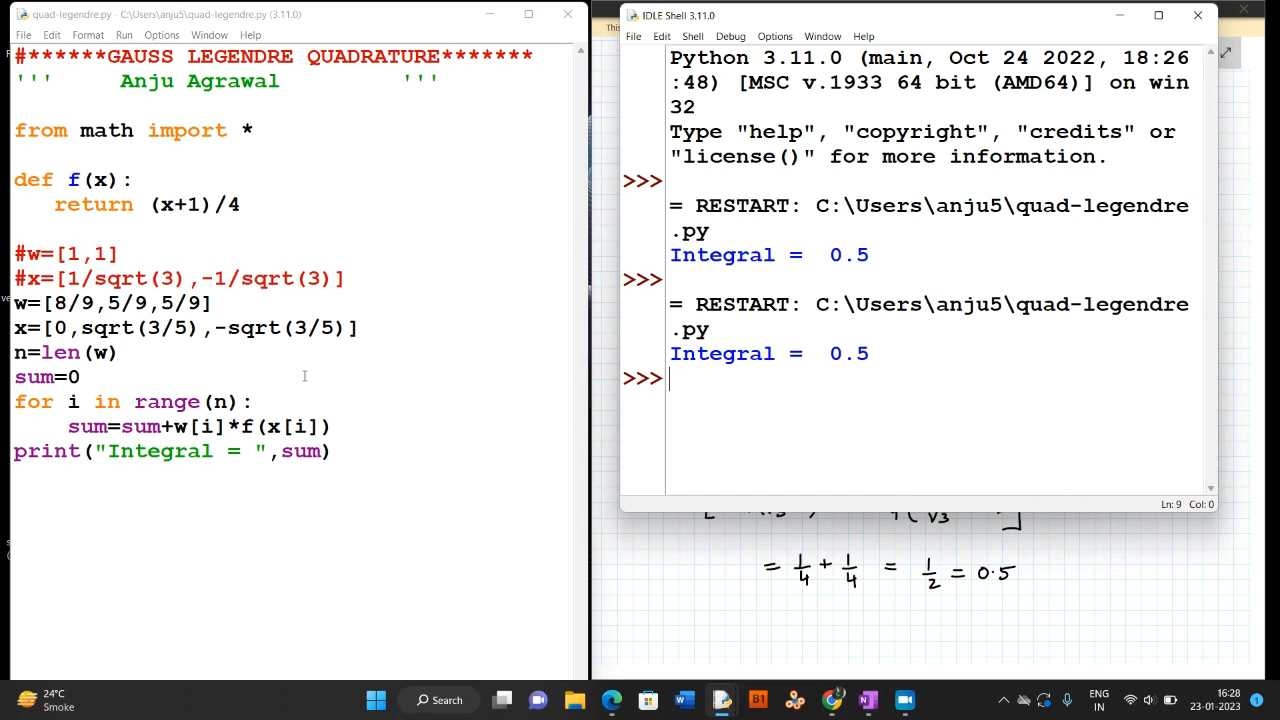 quad-legendre.py - C:\Users\anju5\quad-legendre.py (3.11.0)
File Edit Format Run Options Window Help
#******GAUSS LEGENDRE QUADRATURE*******
''' Anju Agrawal '''
from math import *
def f(x):
return (x+1)/4
#w=[1,1]
#x=[1/sqrt(3),-1/sqrt(3)]
w=[8/9,5/9,5/9]
x=[0,sqrt(3/5),-sqrt(3/5)]
n=len(w)
sum=0
for i in range(n):
sum=sum+w[i]*f(x[i])
print("Integral = ",sum)
This
IDLE Shell 3.11.0
File Edit Shell Debug Options Window Help
Python 3.11.0 (main, Oct 24 2022, 18:26
:48) [MSC v.1933 64 bit (AMD64)] on win
32
Type "help", "copyright", "credits" or
"license()" for more information.
>>>
= RESTART: C:\Users\anju5\quad-legendre
.py
Integral =  0.5
>>>
= RESTART: C:\Users\anju5\quad-legendre
.py
Integral =  0.5
>>>
Ln: 9 Col: 0
= 1/4 + 1/4 = 1/2 = 0.5
24°C
Smoke
Search
B1
ENG
IN
16:28
23-01-2023
1